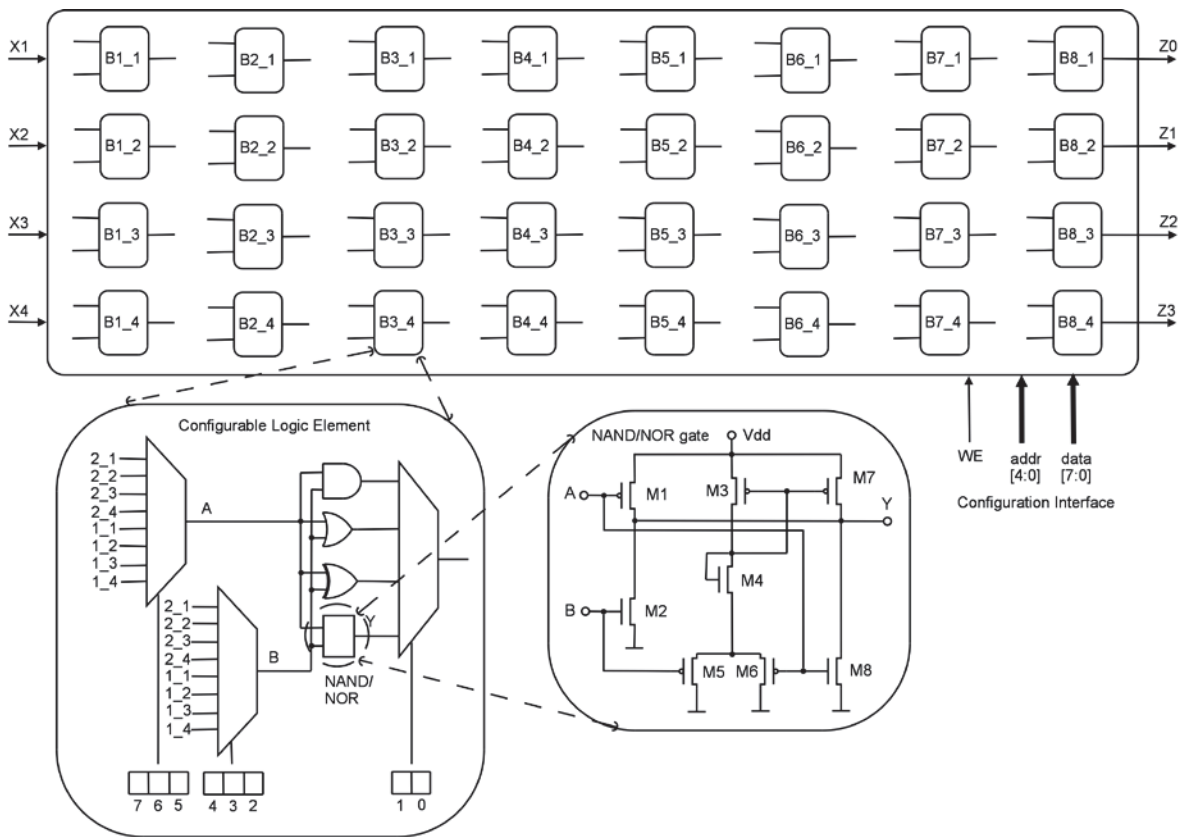 X1 B1_1 B2_1 B3_1 B4_1 B5_1 B6_1 B7_1 B8_1 Z0
X2 B1_2 B2_2 B3_2 B4_2 B5_2 B6_2 B7_2 B8_2 Z1
X3 B1_3 B2_3 B3_3 B4_3 B5_3 B6_3 B7_3 B8_3 Z2
X4 B1_4 B2_4 B3_4 B4_4 B5_4 B6_4 B7_4 B8_4 Z3
WE addr data
[4:0] [7:0]
Configuration Interface
Configurable Logic Element
2_1
2_2
2_3
2_4
1_1
1_2
1_3
1_4
A
2_1
2_2
2_3
2_4
1_1
1_2
1_3
1_4
B
Y
NAND/
NOR
7 6 5 4 3 2 1 0
NAND/NOR gate Vdd
A M1 M3 M7
Y
M4
B M2
M5 M6 M8